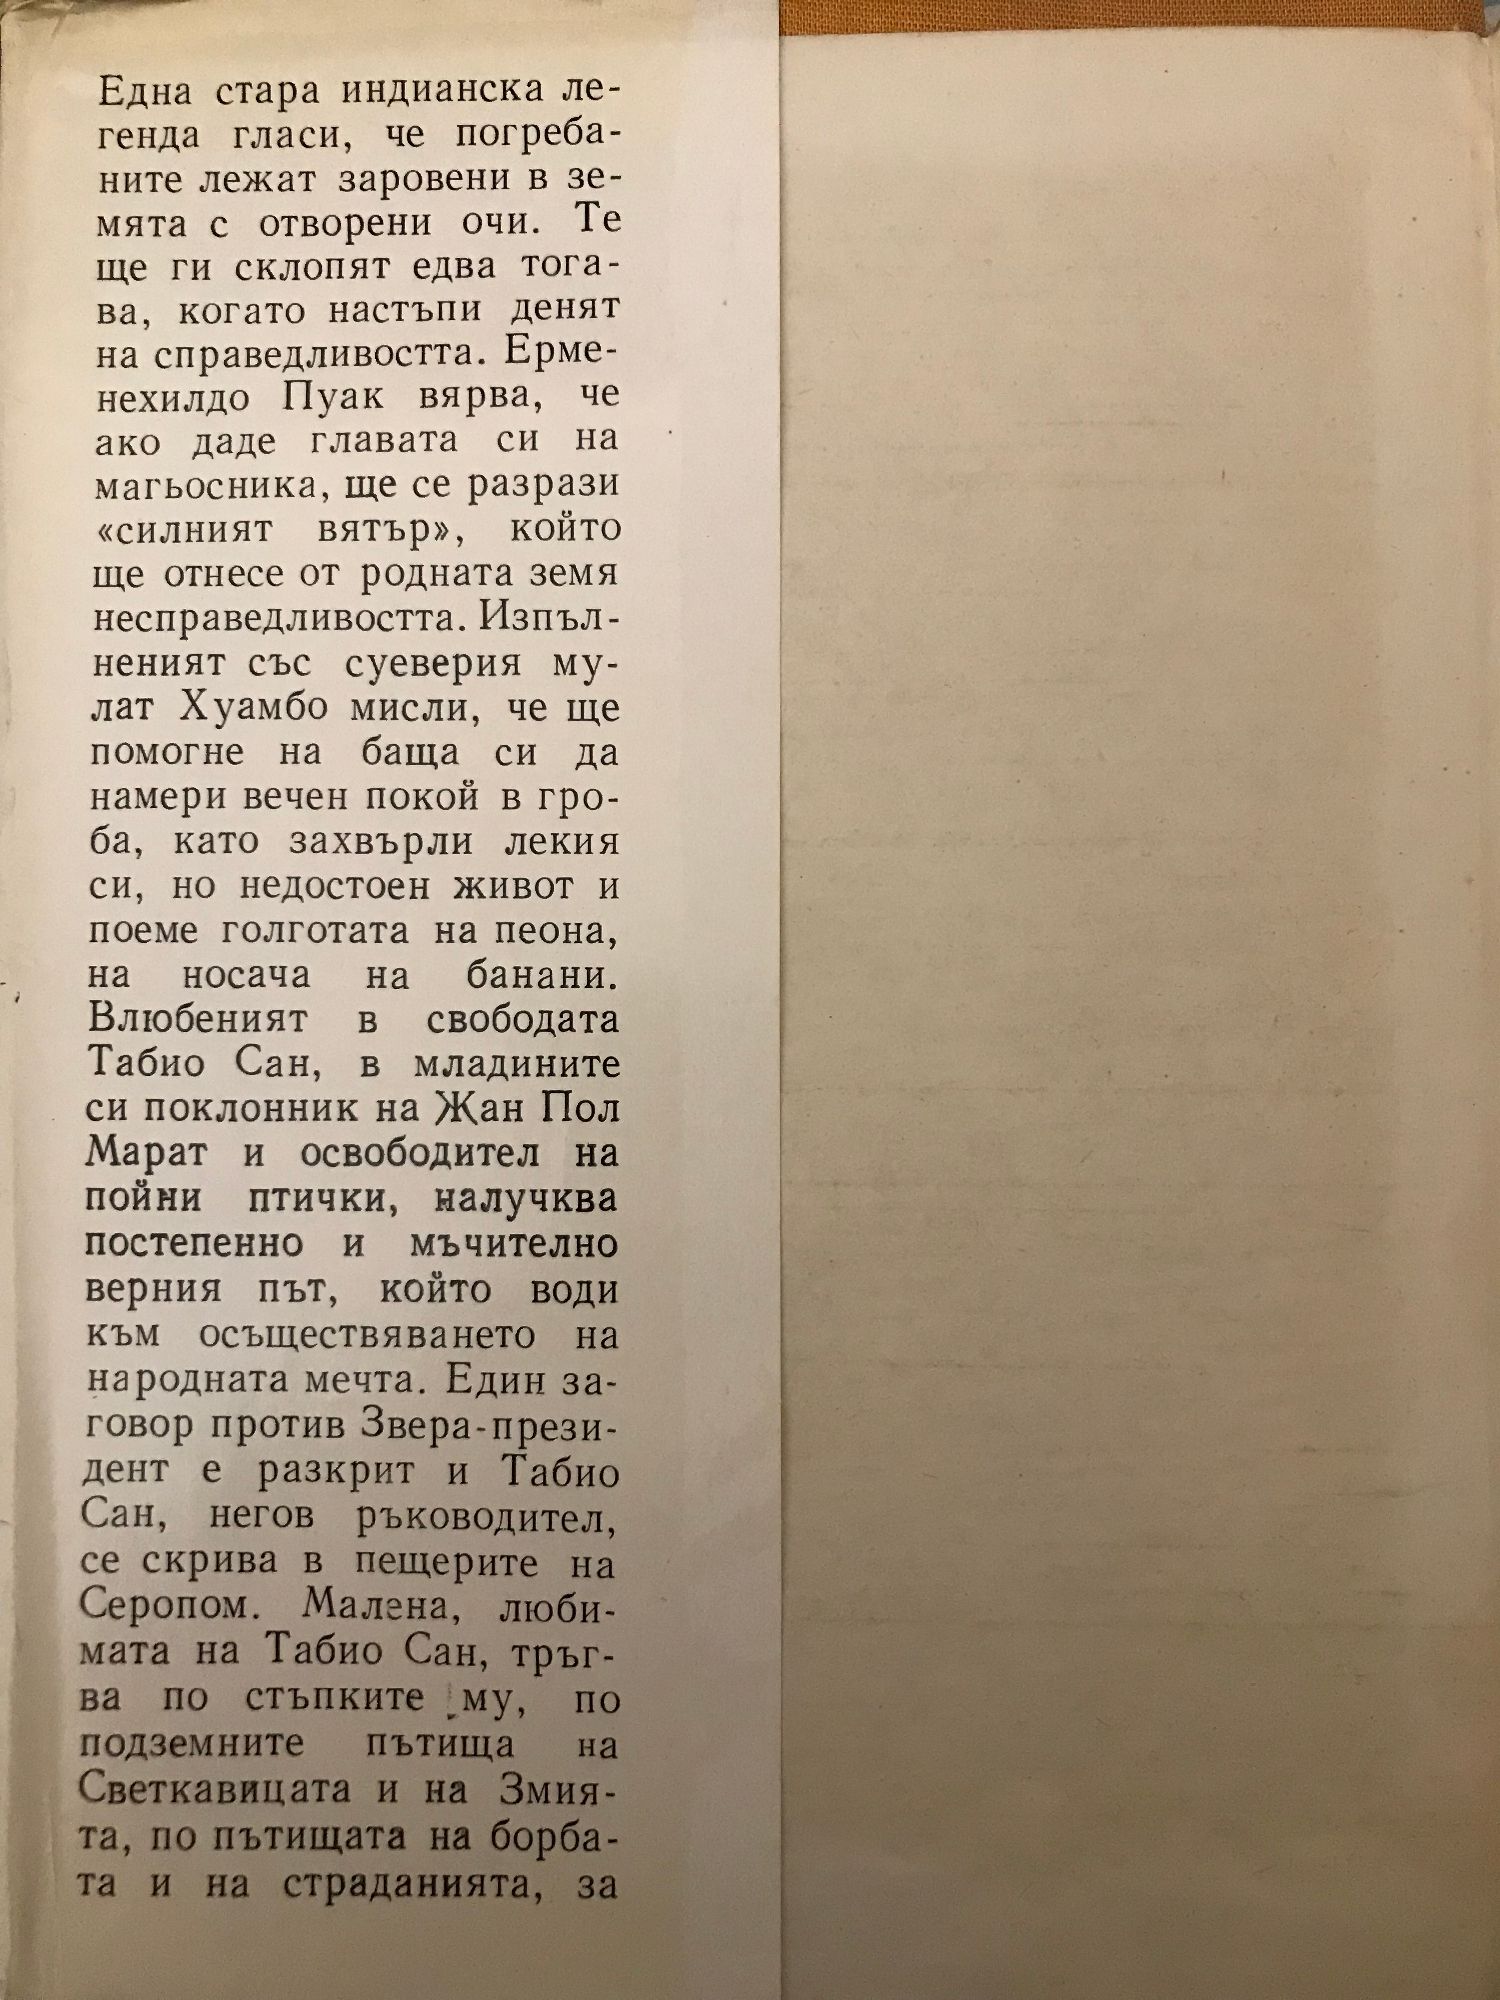 Една стара индианска ле-
генда гласи, че погреба-
ните лежат заровени в зе-
мята с отворени очи. Те
ще ги склопят едва тога-
ва, когато настъпи денят
на справедливостта. Ерме-
нехилдо Пуак вярва, че
ако даде главата си на
магьосника, ще се разрази
«силният вятър», който
ще отнесе от родната земя
несправедливостта. Изпъл-
неният със суеверия му-
лат Хуамбо мисли, че ще
помогне на баща си да
намери вечен покой в гро-
ба, като захвърли лекия
си, но недостоен живот и
поеме голготата на пеона,
на носача на банани.
Влюбеният в свободата
Табио Сан, в младините
си поклонник на Жан Пол
Марат и освободител на
пойни птички, налучква
постепенно и мъчително
верния път, който води
към осъществяването на
народната мечта. Един за-
говор против Звера-прези-
дент е разкрит и Табио
Сан, негов ръководител,
се скрива в пещерите на
Серопом. Малена, люби-
мата на Табио Сан, тръг-
ва по стъпките му, по
подземните пътища на
Светкавицата и на Змия-
та, по пътищата на борба-
та и на страданията, за